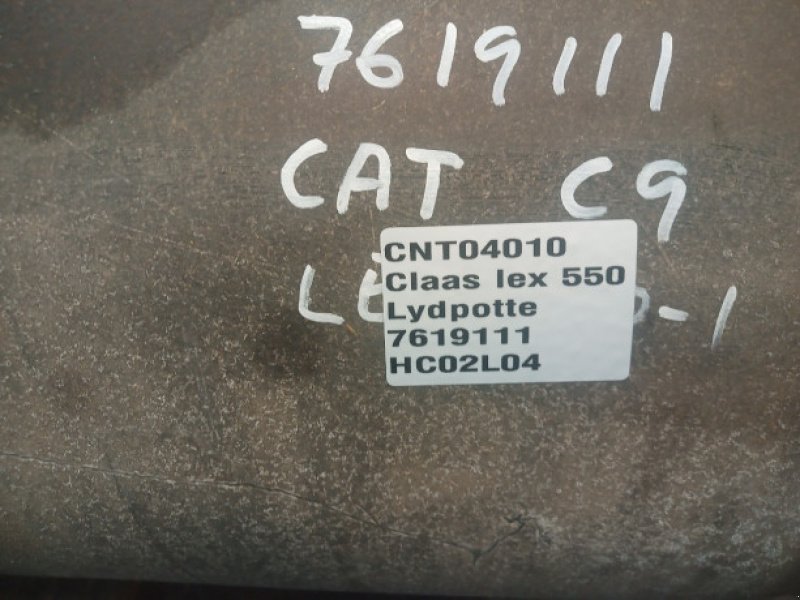 7619111
CAT C9
CNT04010
Claas lex 550
Lydpotte
7619111
HC02L04